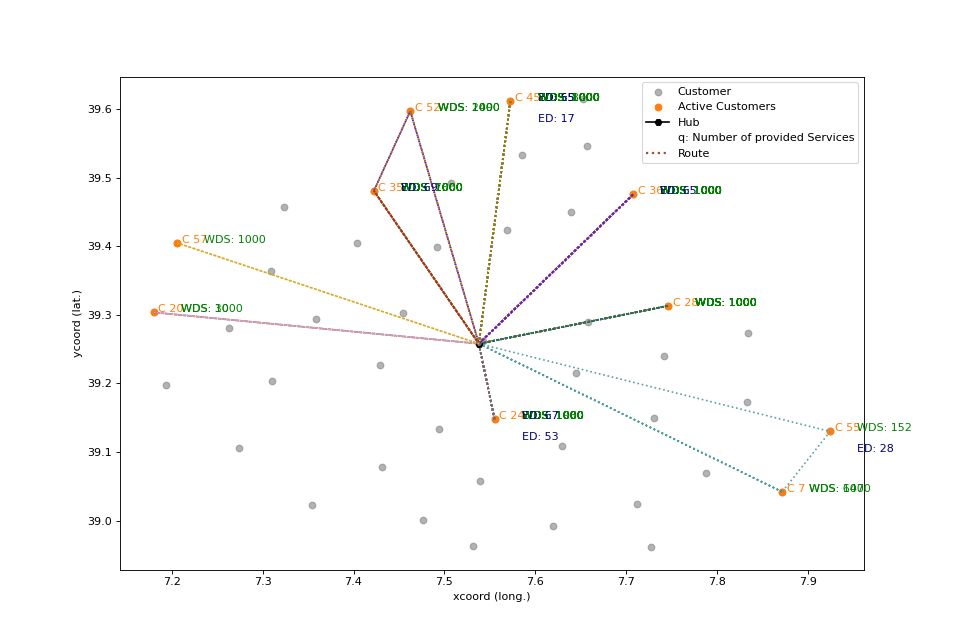 Customer
Active Customers
Hub
q: Number of provided Services
Route
39.6
39.5
39.4
39.3
39.2
39.1
39.0
ycoord (lat.)
C 52
C 45
ED: 17
C 35
C 36
C 57 WDS: 1000
C 20 WDS:
C 28 WDS: 1000
C 24
ED: 53
C 55 WDS: 152
ED: 28
C 7 WDS:
7.2 7.3 7.4 7.5 7.6 7.7 7.8 7.9
xcoord (long.)